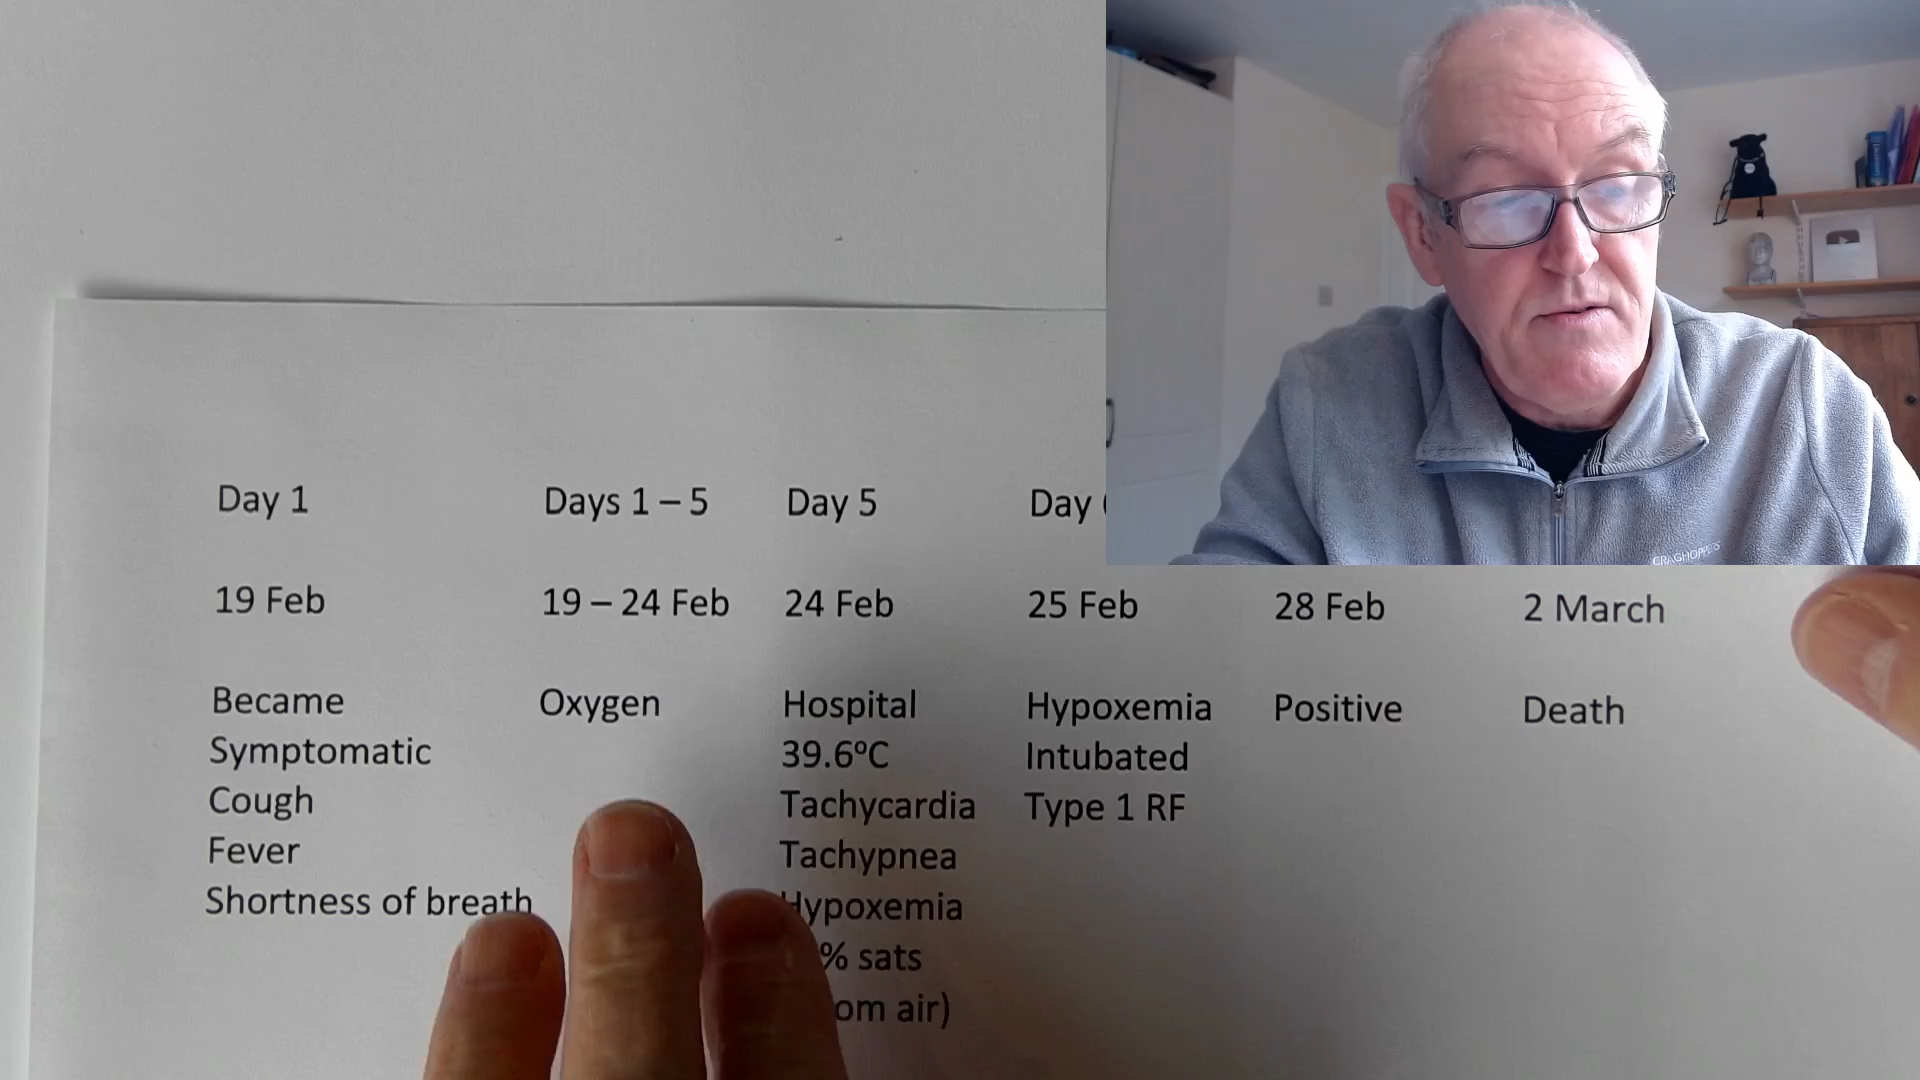 Day 1 Days 1 – 5 Day 5 Day
19 Feb 19 – 24 Feb 24 Feb 25 Feb 28 Feb 2 March
Became Oxygen Hospital Hypoxemia Positive Death
Symptomatic 39.6ºC Intubated
Cough Tachycardia Type 1 RF
Fever Tachypnea
Shortness of breath Hypoxemia
% sats
air)
CRAGHOPPERS